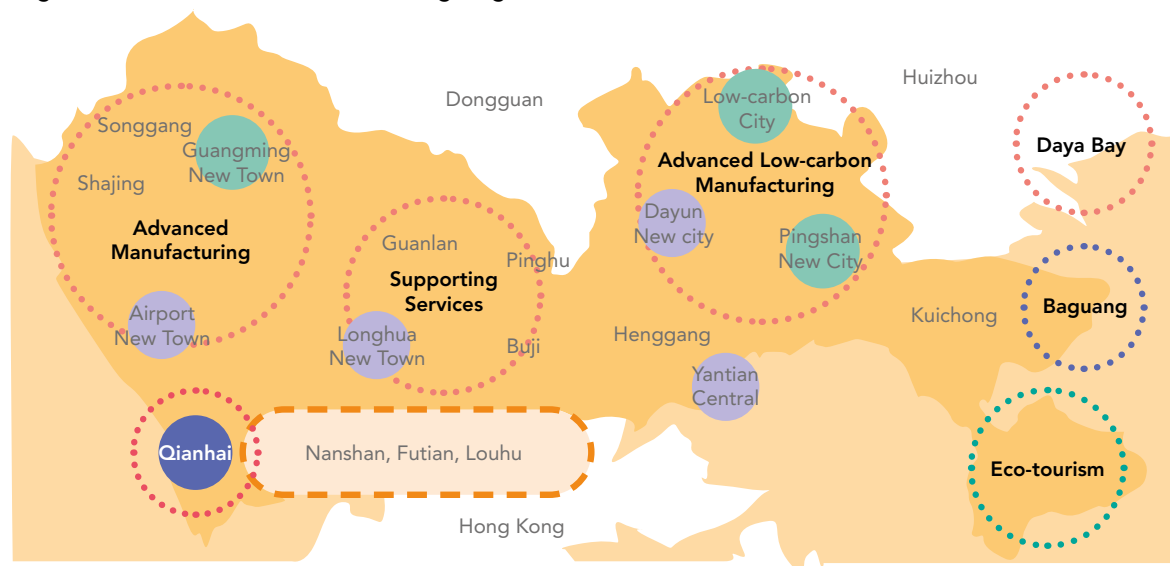 Huizhou
Dongguan
Low-carbon
City
Songgang
Guangming
New Town
Daya Bay
Advanced Low-carbon
Manufacturing
Shajing
Dayun
New city
Advanced
Manufacturing
Guanlan
Pingshan
New City
Pinghu
Supporting
Services
Baguang
Airport
New Town
Kuichong
Longhua
New Town
Buji
Henggang
Yantian
Central
Qianhai
Nanshan, Futian, Louhu
Eco-tourism
Hong Kong